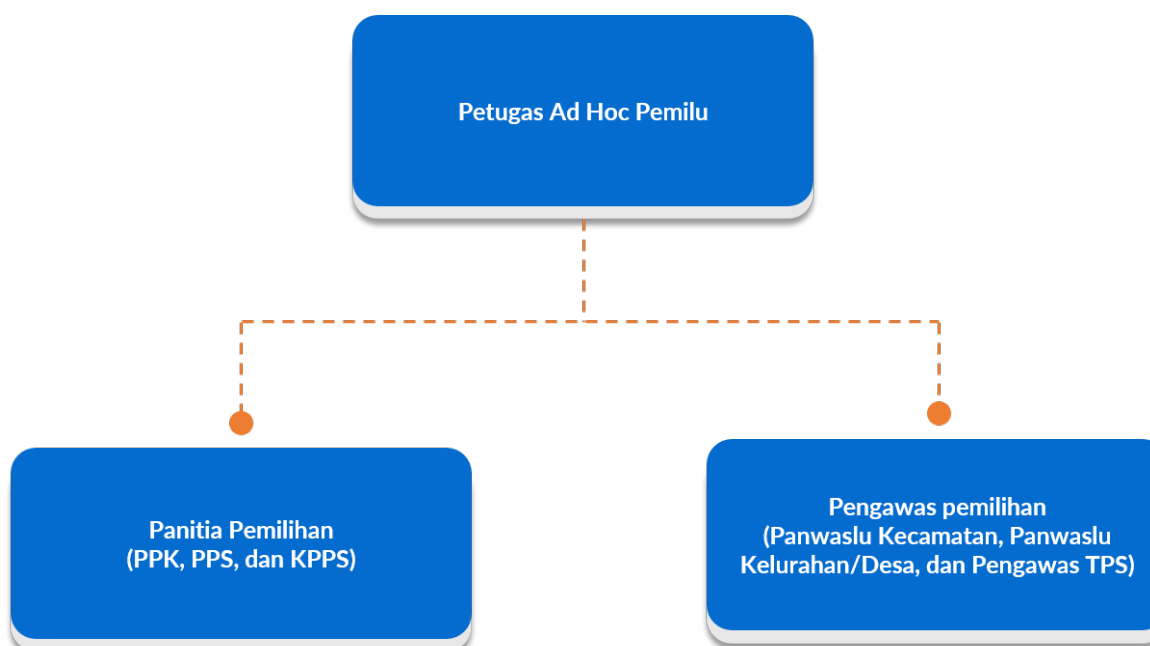 Petugas Ad Hoc Pemilu
Panitia Pemilihan
(PPK, PPS, dan KPPS)
Pengawas pemilihan
(Panwaslu Kecamatan, Panwaslu
Kelurahan/Desa, dan Pengawas TPS)